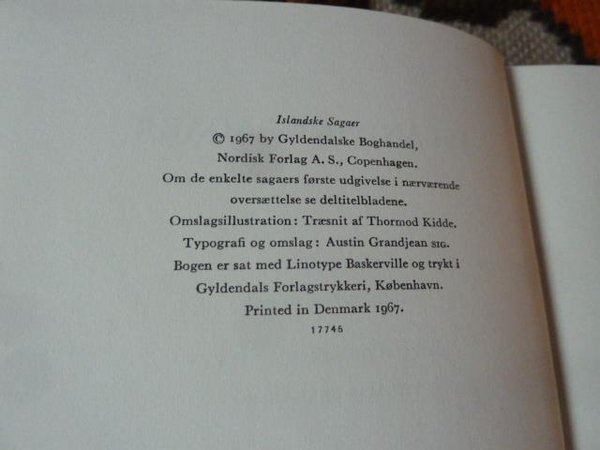 Islandske Sagaer
© 1967 by Gyldendalske Boghandel,
Nordisk Forlag A. S., Copenhagen.
Om de enkelte sagaers første udgivelse i nærværende
oversættelse se deltitelbladene.
Omslagsillustration: Træsnit af Thormod Kidde.
Typografi og omslag: Austin Grandjean SIG.
Bogen er sat med Linotype Baskerville og trykt i
Gyldendals Forlagstrykkeri, København.
Printed in Denmark 1967.
17746